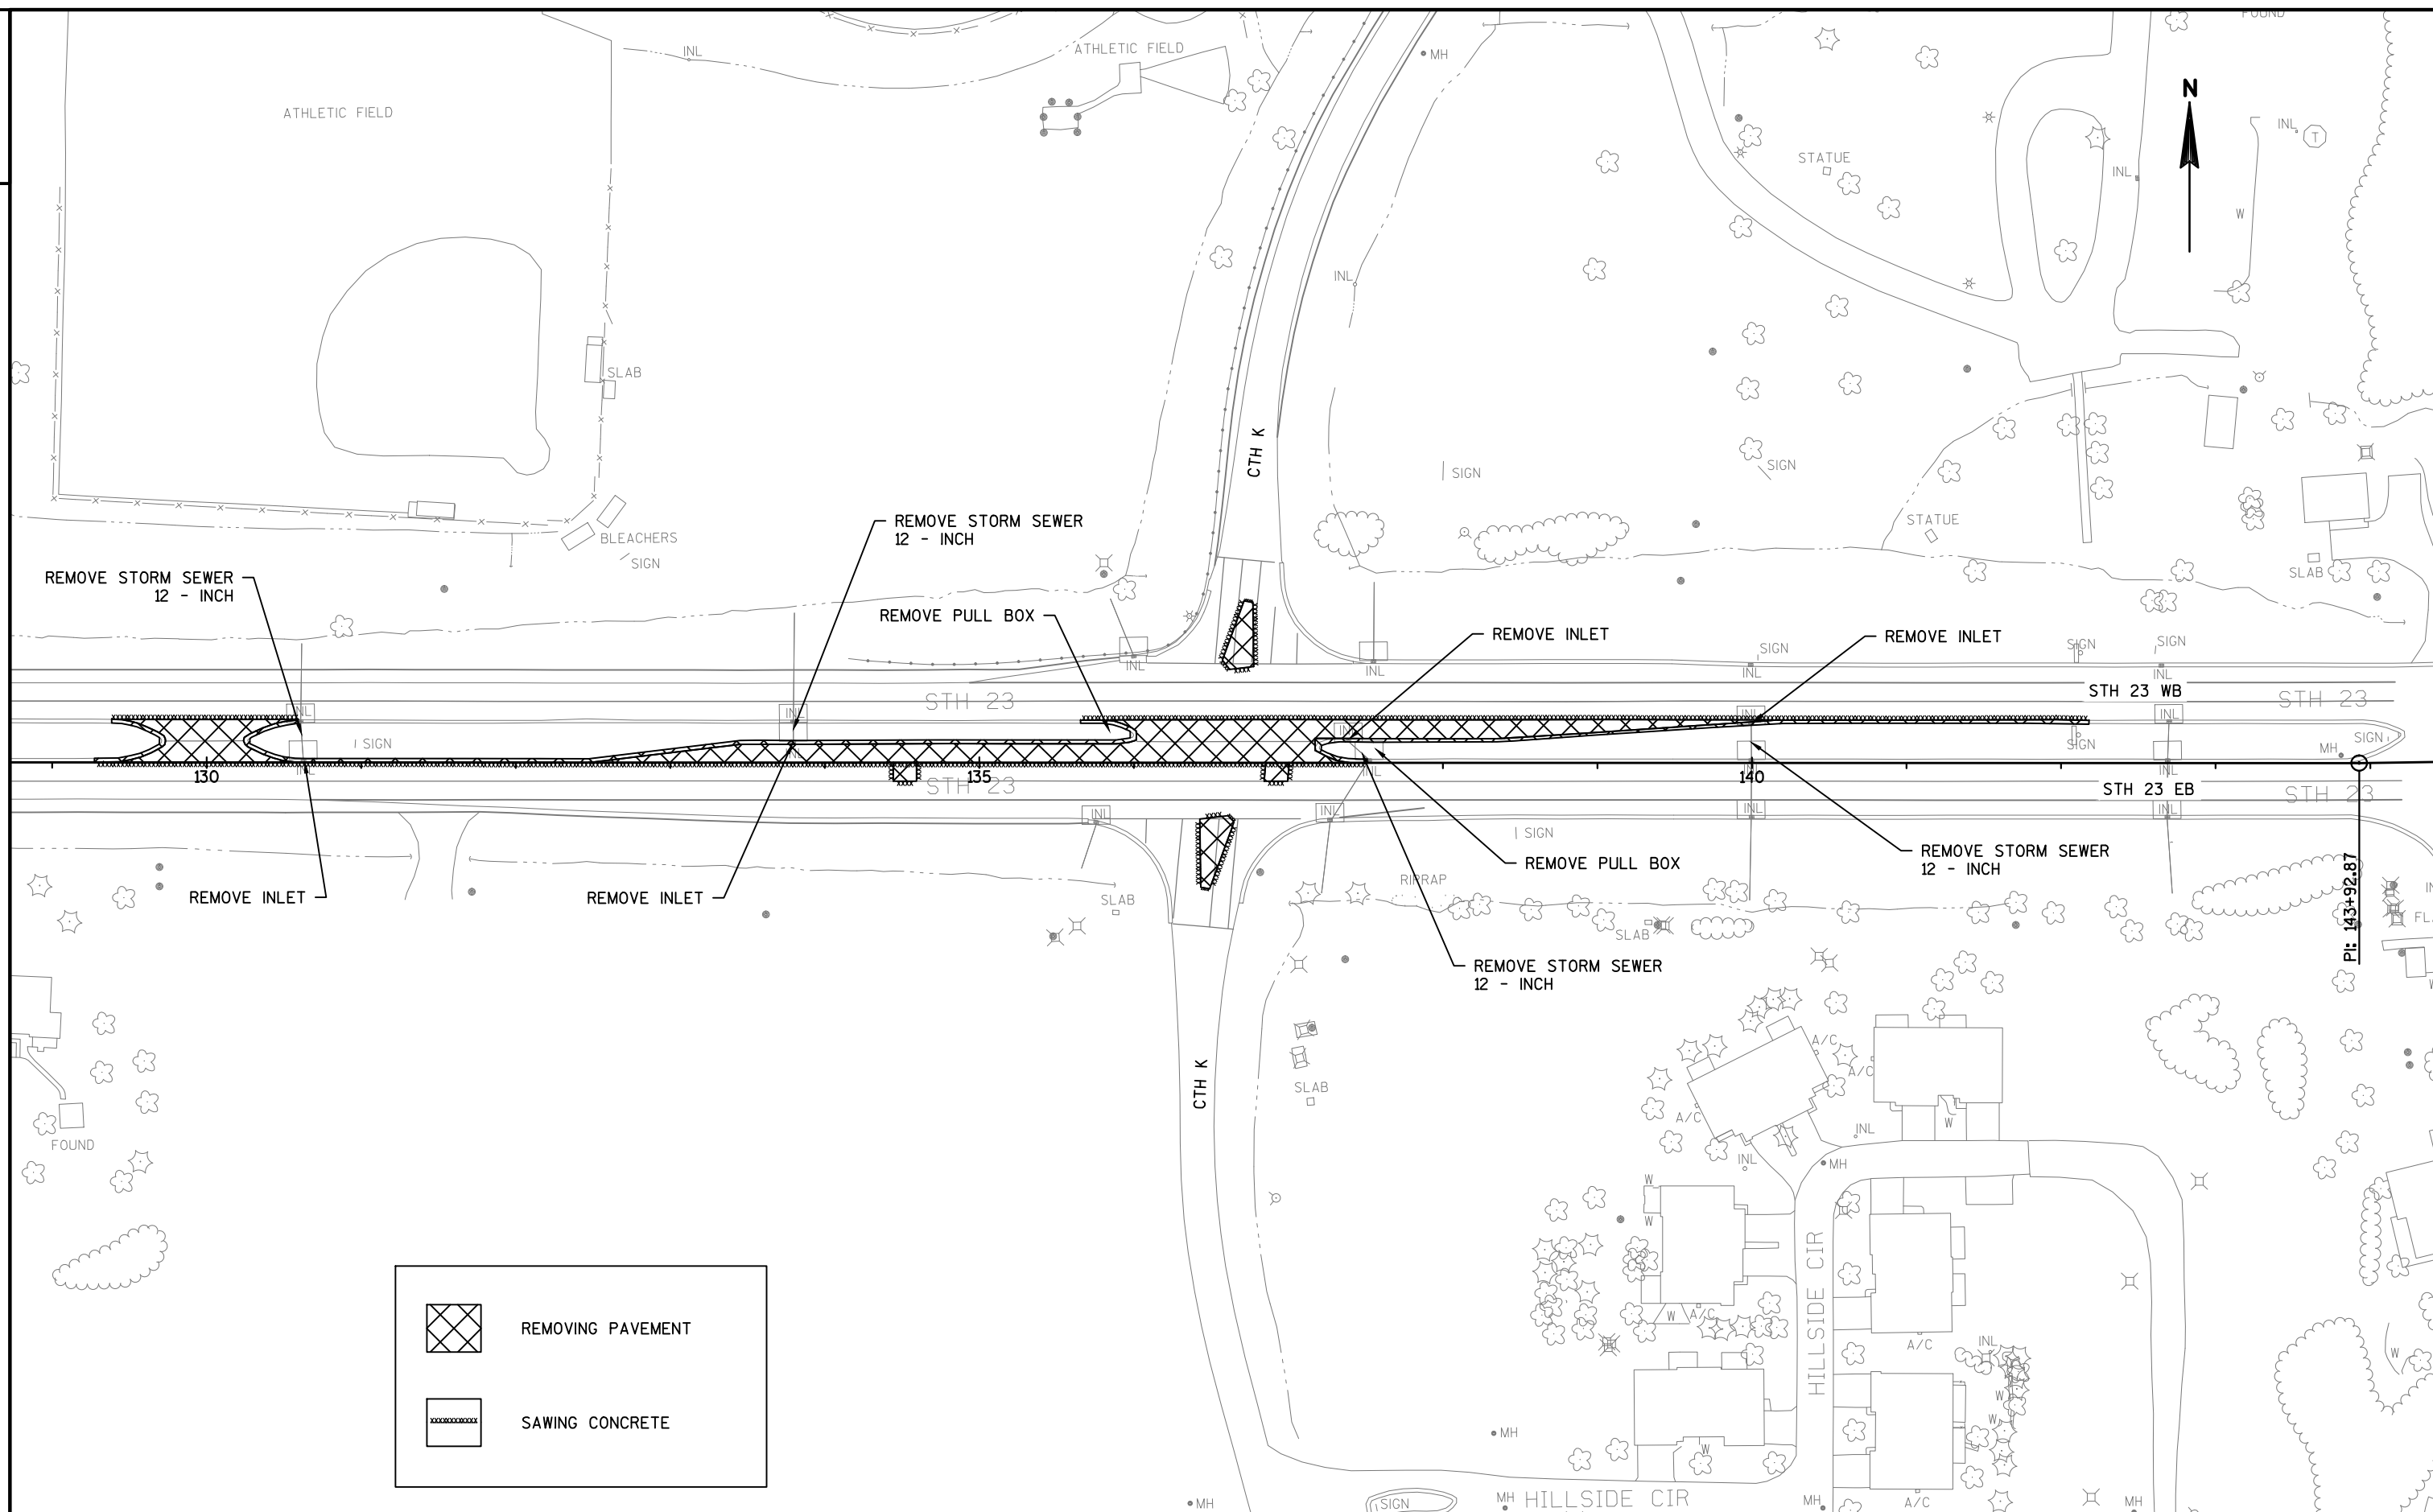 FOUND
ATHLETIC FIELD
INL
MH
N
ATHLETIC FIELD
INL
T
STATUE
INL
W
INL
SLAB
CTH K
SIGN
SIGN
REMOVE STORM SEWER
12 - INCH
STATUE
BLEACHERS
SIGN
SLAB
REMOVE STORM SEWER
12 - INCH
REMOVE PULL BOX
REMOVE INLET
REMOVE INLET
SIGN
SIGN
SIGN
INL
INL
INL
INL
STH 23 WB
STH 23
STH 23
INL
INL
INL
INL
INL
SIGN
SIGN
SIGN
MH
INL
INL
INL
INL
130
135
140
STH 23
STH 23 EB
STH 23
INL
INL
INL
INL
SIGN
REMOVE STORM SEWER
12 - INCH
REMOVE PULL BOX
RIPRAP
REMOVE INLET
REMOVE INLET
SLAB
SLAB
PI: 143+92.87
FL
REMOVE STORM SEWER
12 - INCH
CTH K
SLAB
FOUND
A/C
A/C
A/C
W
INL
INL
MH
W
W
HILLSIDE CIR
W
A/C
A/C
INL
W
REMOVING PAVEMENT
W
W
SAWING CONCRETE
MH
W
MH
SIGN
MH
HILLSIDE CIR
MH
A/C
MH